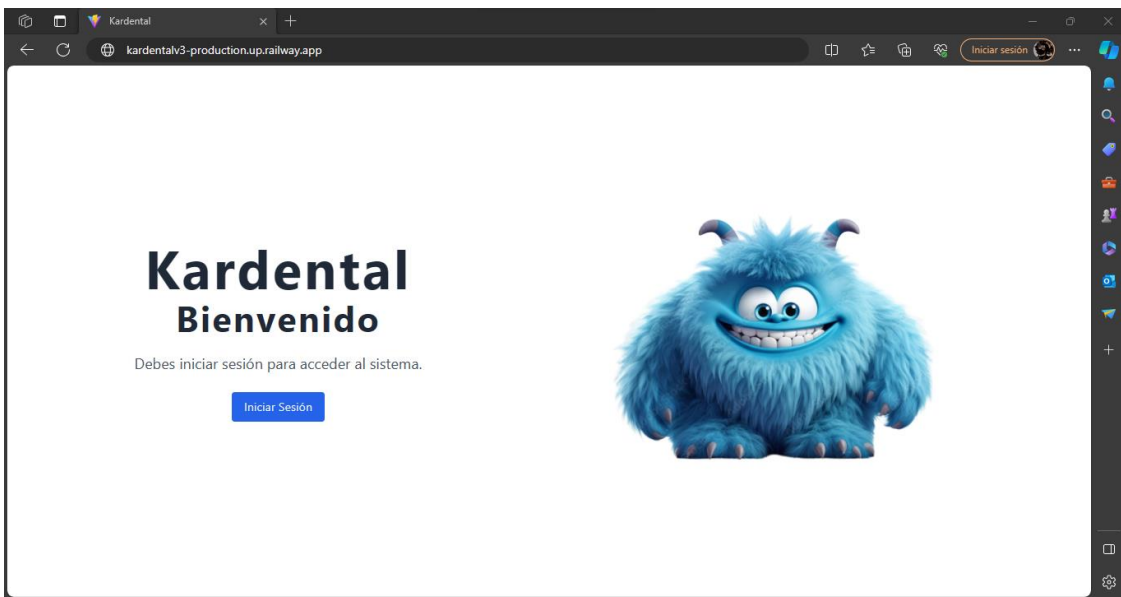 Kardental
kardentalv3-production.up.railway.app
Iniciar sesión
Kardental
Bienvenido
Debes iniciar sesión para acceder al sistema.
Iniciar Sesión